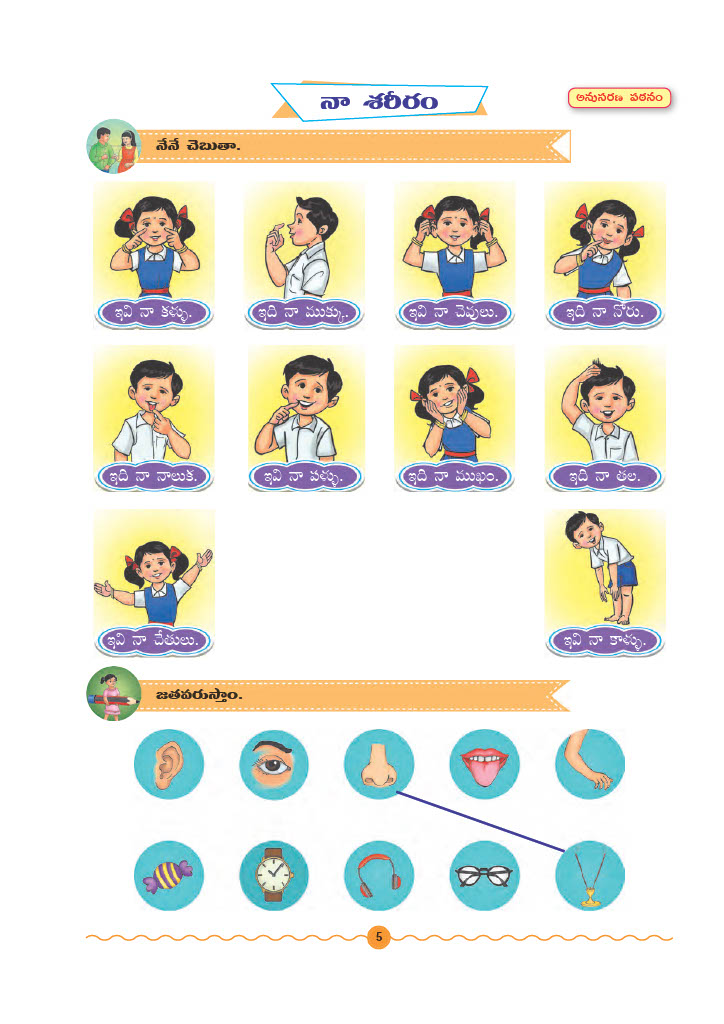 నా శరీరం
అనుసరణ పఠనం
నేనే చెబుతా.
ఇవి నా కళ్ళు.
ఇది నా ముక్కు.
ఇవి నా చెవులు.
ఇది నా నోరు.
ఇది నా నాలుక.
ఇవి నా పళ్ళు.
ఇది నా ముఖం.
ఇది నా తల.
ఇవి నా చేతులు.
ఇవి నా కాళ్ళు.
జతపరుస్తాం.
5